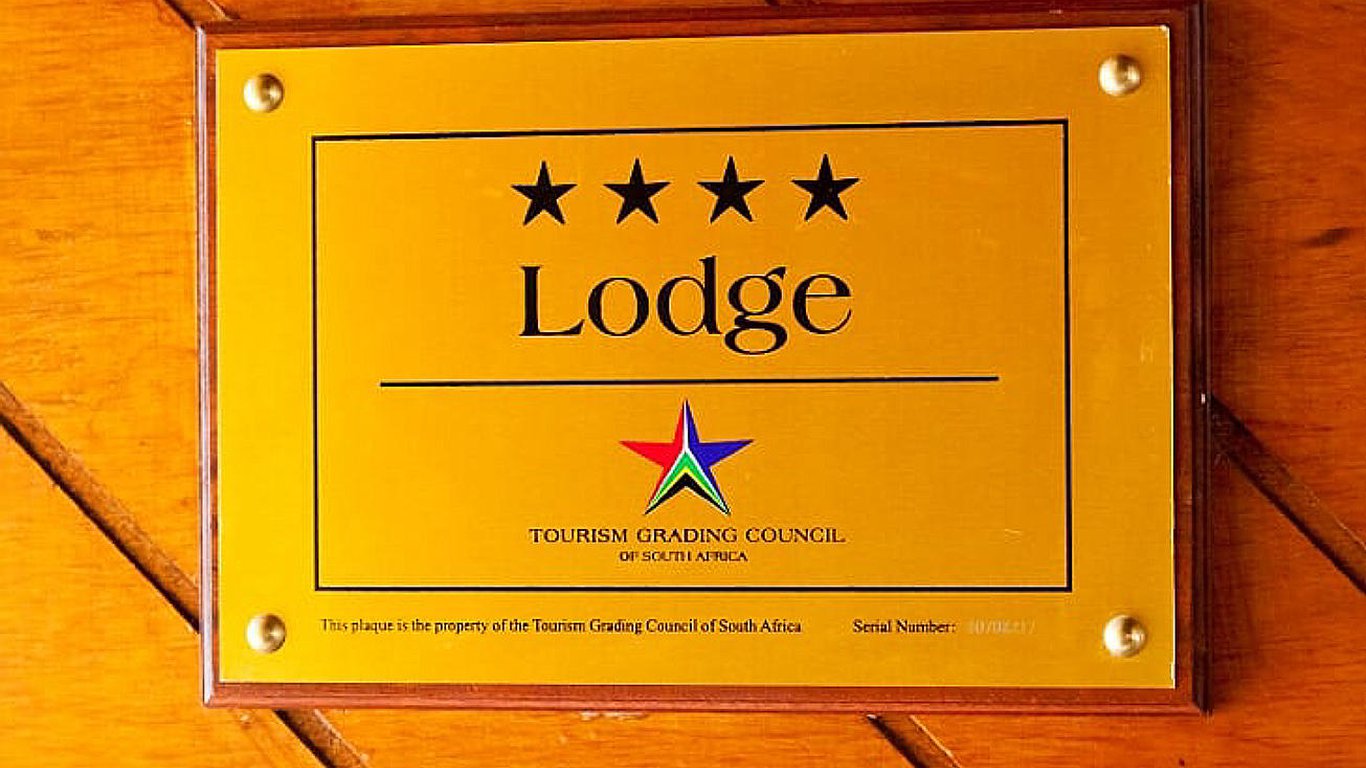 Lodge
TOURISM GRADING COUNCIL
OF SOUTH AFRICA
This plaque is the property of the Tourism Grading Council of South Africa Serial Number: